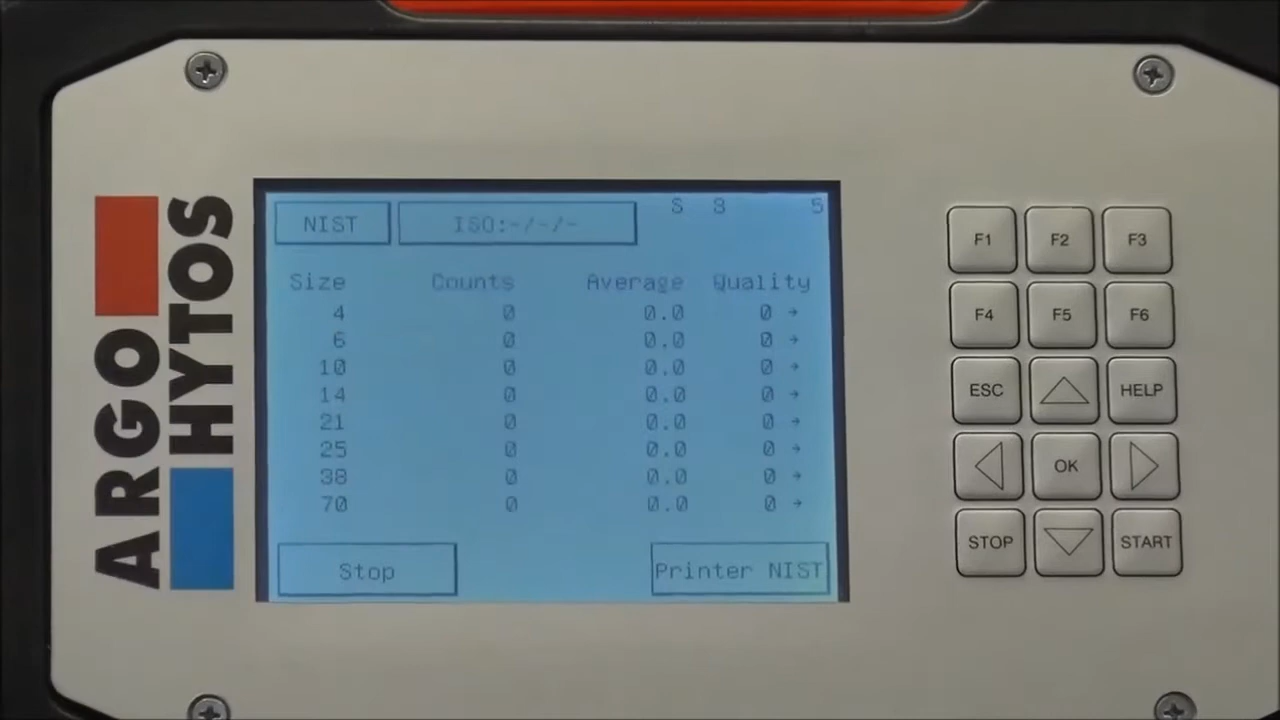 ARGO
HYTOS
NIST ISO:-/-/- S 3 5
Size Counts Average Quality
4 0 0.0 0 →
6 0 0.0 0 →
10 0 0.0 0 →
14 0 0.0 0 →
21 0 0.0 0 →
25 0 0.0 0 →
38 0 0.0 0 →
70 0 0.0 0 →
Stop Printer NIST
F1 F2 F3
F4 F5 F6
ESC HELP
OK
STOP START